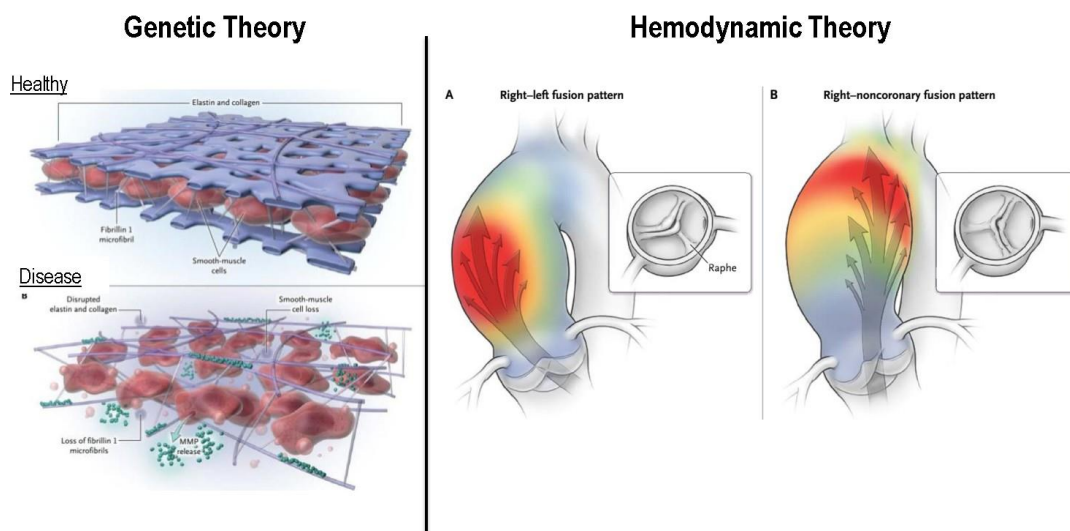 Genetic Theory
Healthy
Elastin and collagen
Fibrillin 1
microfibril
Smooth-muscle
cells
Disease
B
Disrupted
elastin and collagen
Smooth-muscle
cell loss
Loss of fibrillin 1
microfibrils
MMP
release
Hemodynamic Theory
A
Right–left fusion pattern
Raphe
B
Right–noncoronary fusion pattern